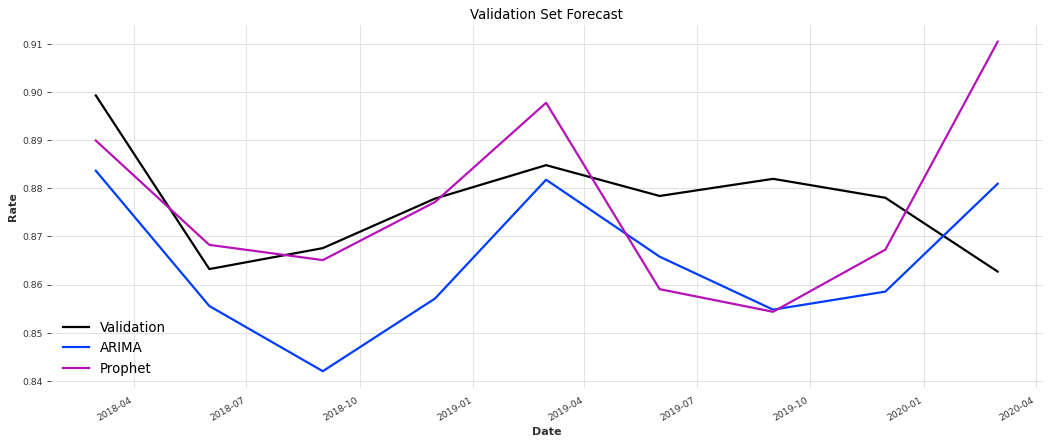 Validation Set Forecast
0.91
0.90
0.89
0.88
0.87
0.86
0.85
0.84
Rate
Validation
ARIMA
Prophet
2018-04
2018-07
2018-10
2019-01
2019-04
2019-07
2019-10
2020-01
2020-04
Date